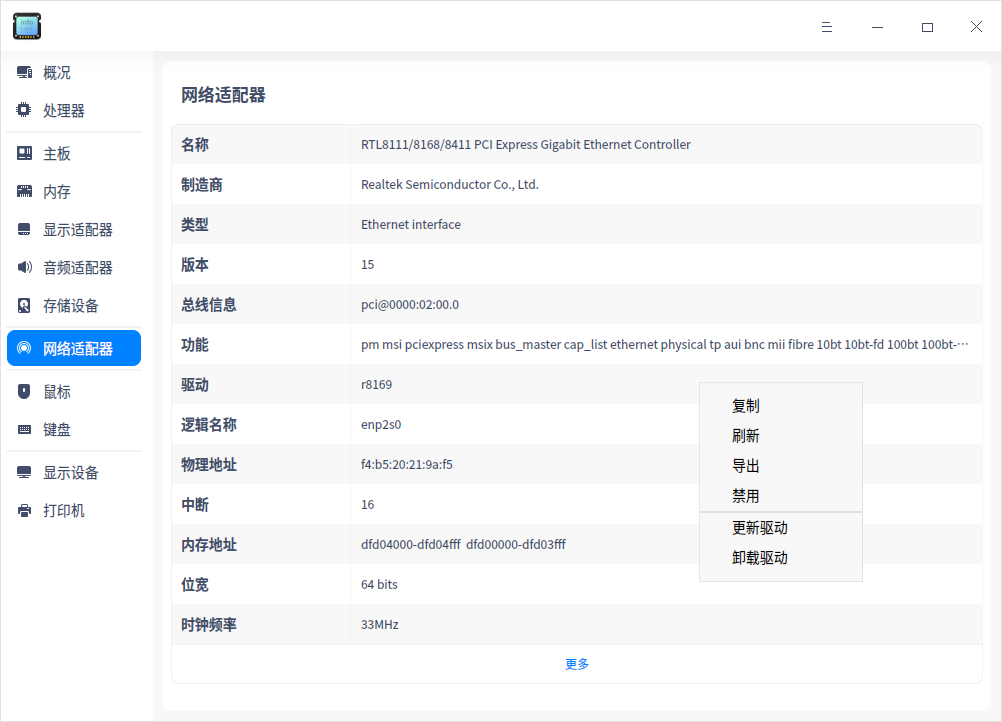 info
概况
处理器
主板
内存
显示适配器
音频适配器
存储设备
网络适配器
鼠标
键盘
显示设备
打印机
网络适配器
名称 RTL8111/8168/8411 PCI Express Gigabit Ethernet Controller
制造商 Realtek Semiconductor Co., Ltd.
类型 Ethernet interface
版本 15
总线信息 pci@0000:02:00.0
功能 pm msi pciexpress msix bus_master cap_list ethernet physical tp aui bnc mii fibre 10bt 10bt-fd 100bt 100bt-···
驱动 r8169
逻辑名称 enp2s0
物理地址 f4:b5:20:21:9a:f5
中断 16
内存地址 dfd04000-dfd04fff dfd00000-dfd03fff
位宽 64 bits
时钟频率 33MHz
更多
复制
刷新
导出
禁用
更新驱动
卸载驱动